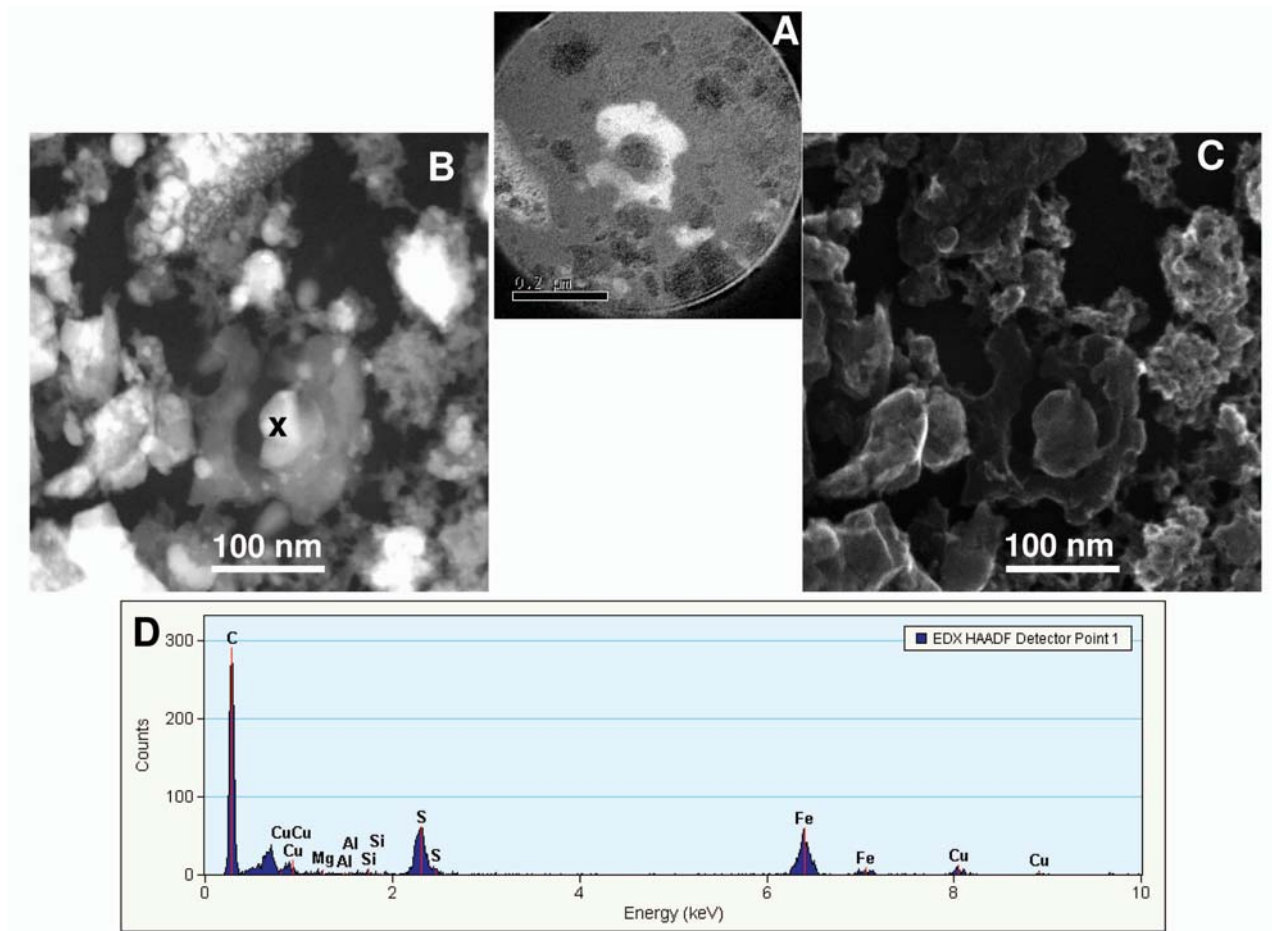 A
0.2 µm
B
x
100 nm
C
100 nm
D
EDX HAADF Detector Point 1
Counts
300
200
100
0
C
CuCu
Cu
Mg
Al
Al
Si
Si
S
S
Fe
Fe
Cu
Cu
0 2 4 6 8 10
Energy (keV)